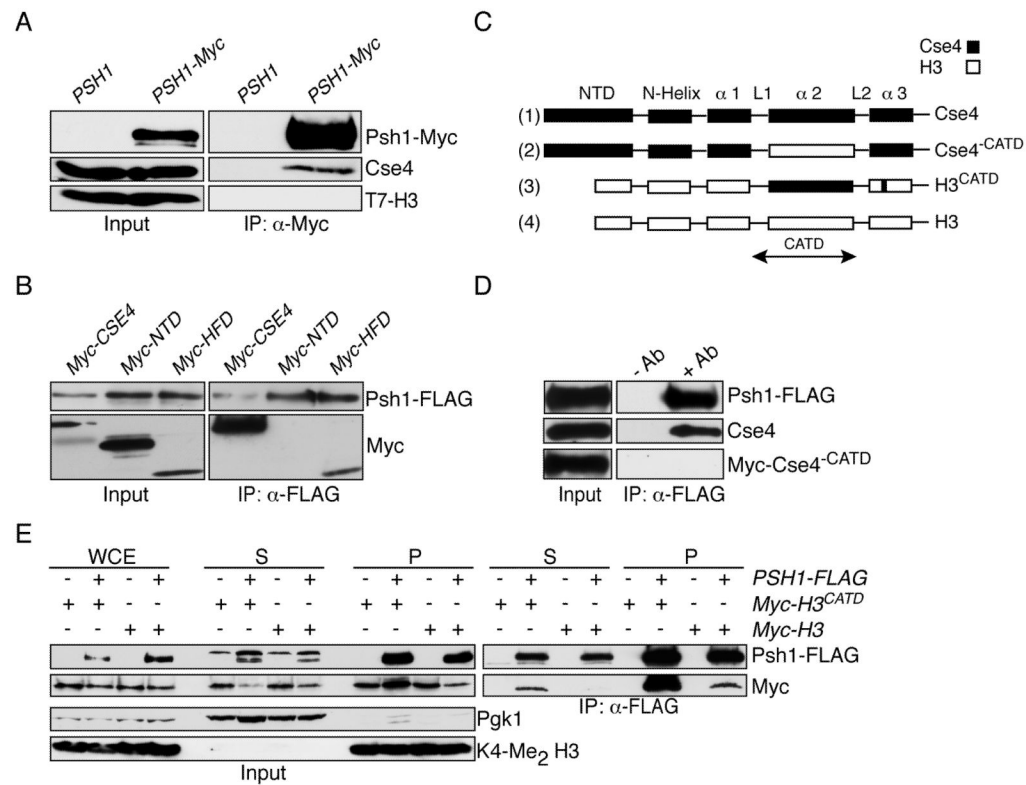 A
PSH1 PSH1-Myc PSH1 PSH1-Myc
Psh1-Myc
Cse4
T7-H3
Input IP: α-Myc
B
Myc-CSE4 Myc-NTD Myc-HFD Myc-CSE4 Myc-NTD Myc-HFD
Psh1-FLAG
Myc
Input IP: α-FLAG
C
Cse4
H3
NTD N-Helix α 1 L1 α 2 L2 α 3
(1) Cse4
(2) Cse4-CATD
(3) H3CATD
(4) H3
CATD
D
- Ab + Ab
Psh1-FLAG
Cse4
Myc-Cse4-CATD
Input IP: α-FLAG
E
WCE S P S P
- + - + - + - + - + - + - + - + - + - + PSH1-FLAG
+ + - - + + - - + + - - + + - - + + - - Myc-H3CATD
- - + + - - + + - - + + - - + + - - + + Myc-H3
Psh1-FLAG
Myc
IP: α-FLAG
Pgk1
K4-Me2 H3
Input